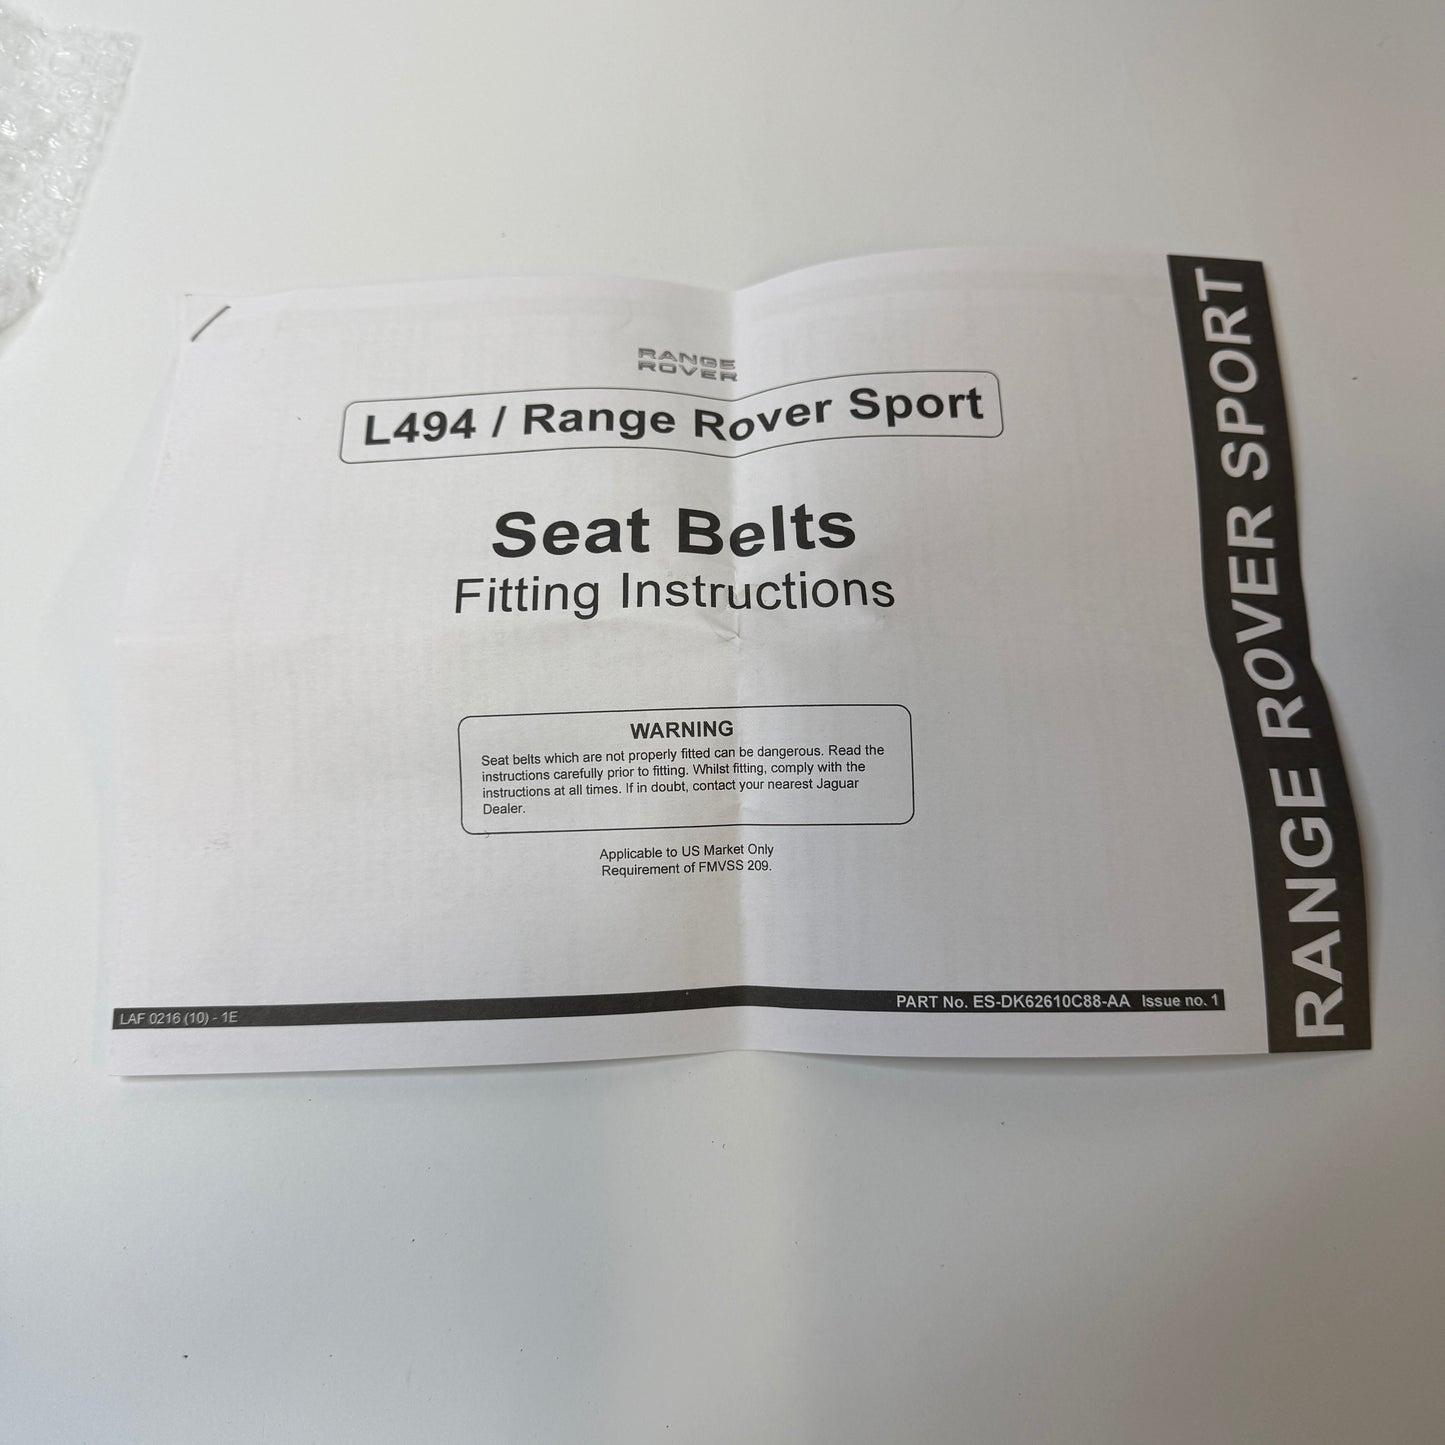 RANGE
ROVER
L494 / Range Rover Sport
Seat Belts
Fitting Instructions
WARNING
Seat belts which are not properly fitted can be dangerous. Read the
instructions carefully prior to fitting. Whilst fitting, comply with the
instructions at all times. If in doubt, contact your nearest Jaguar
Dealer.
Applicable to US Market Only
Requirement of FMVSS 209.
LAF 0216 (10) - 1E
PART No. ES-DK62610C88-AA Issue no. 1
RANGE ROVER SPORT